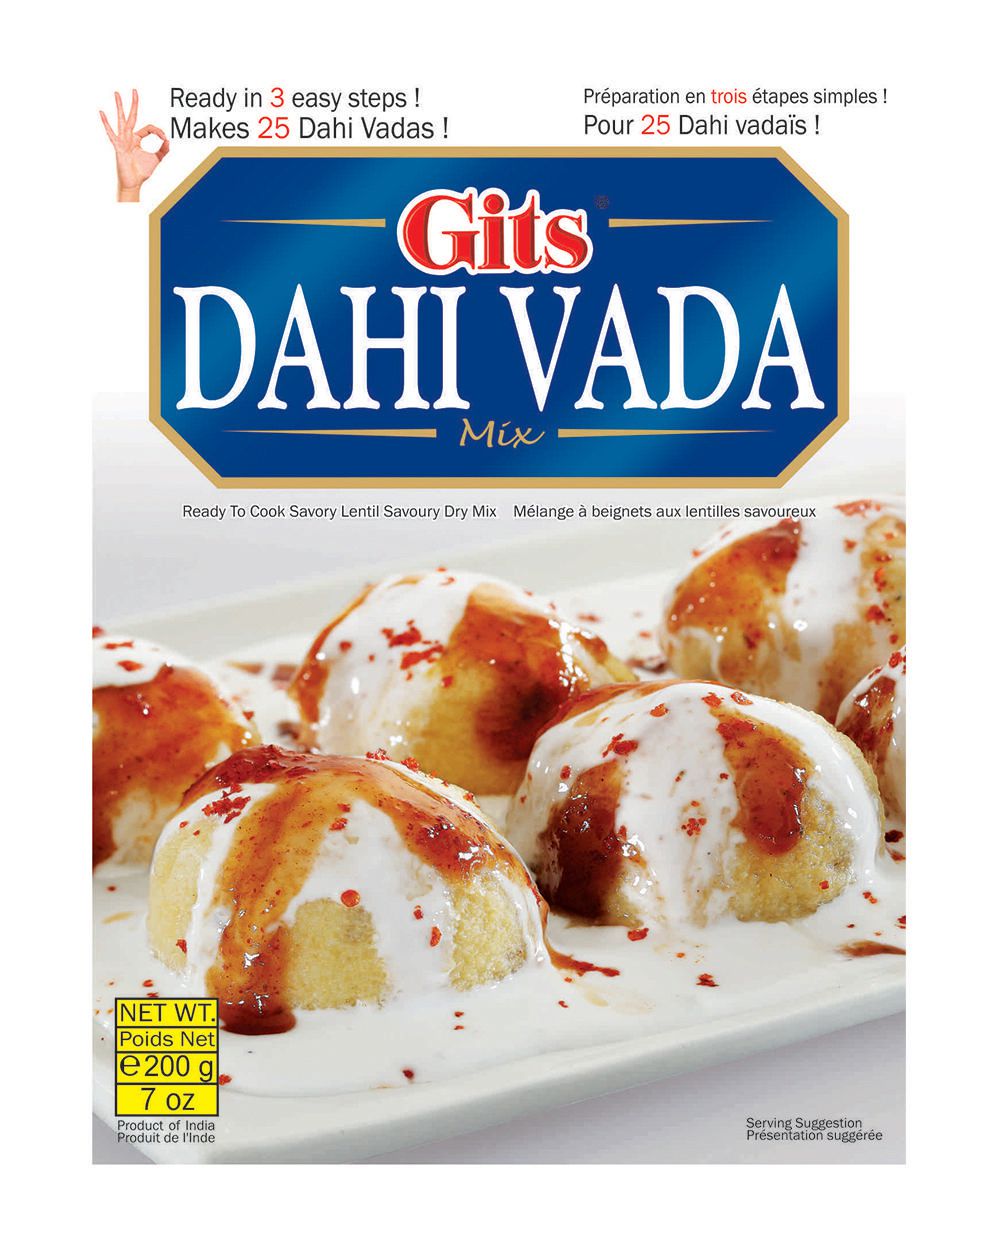 Ready in 3 easy steps !
Makes 25 Dahi Vadas !
Préparation en trois étapes simples !
Pour 25 Dahi vadaïs !
Gits
DAHI VADA
Mix
Ready To Cook Savory Lentil Savoury Dry Mix
Mélange à beignets aux lentilles savoureux
NET WT.
Poids Net
℮200 g
7 oz
Product of India
Produit de l'Inde
Serving Suggestion
Présentation suggérée